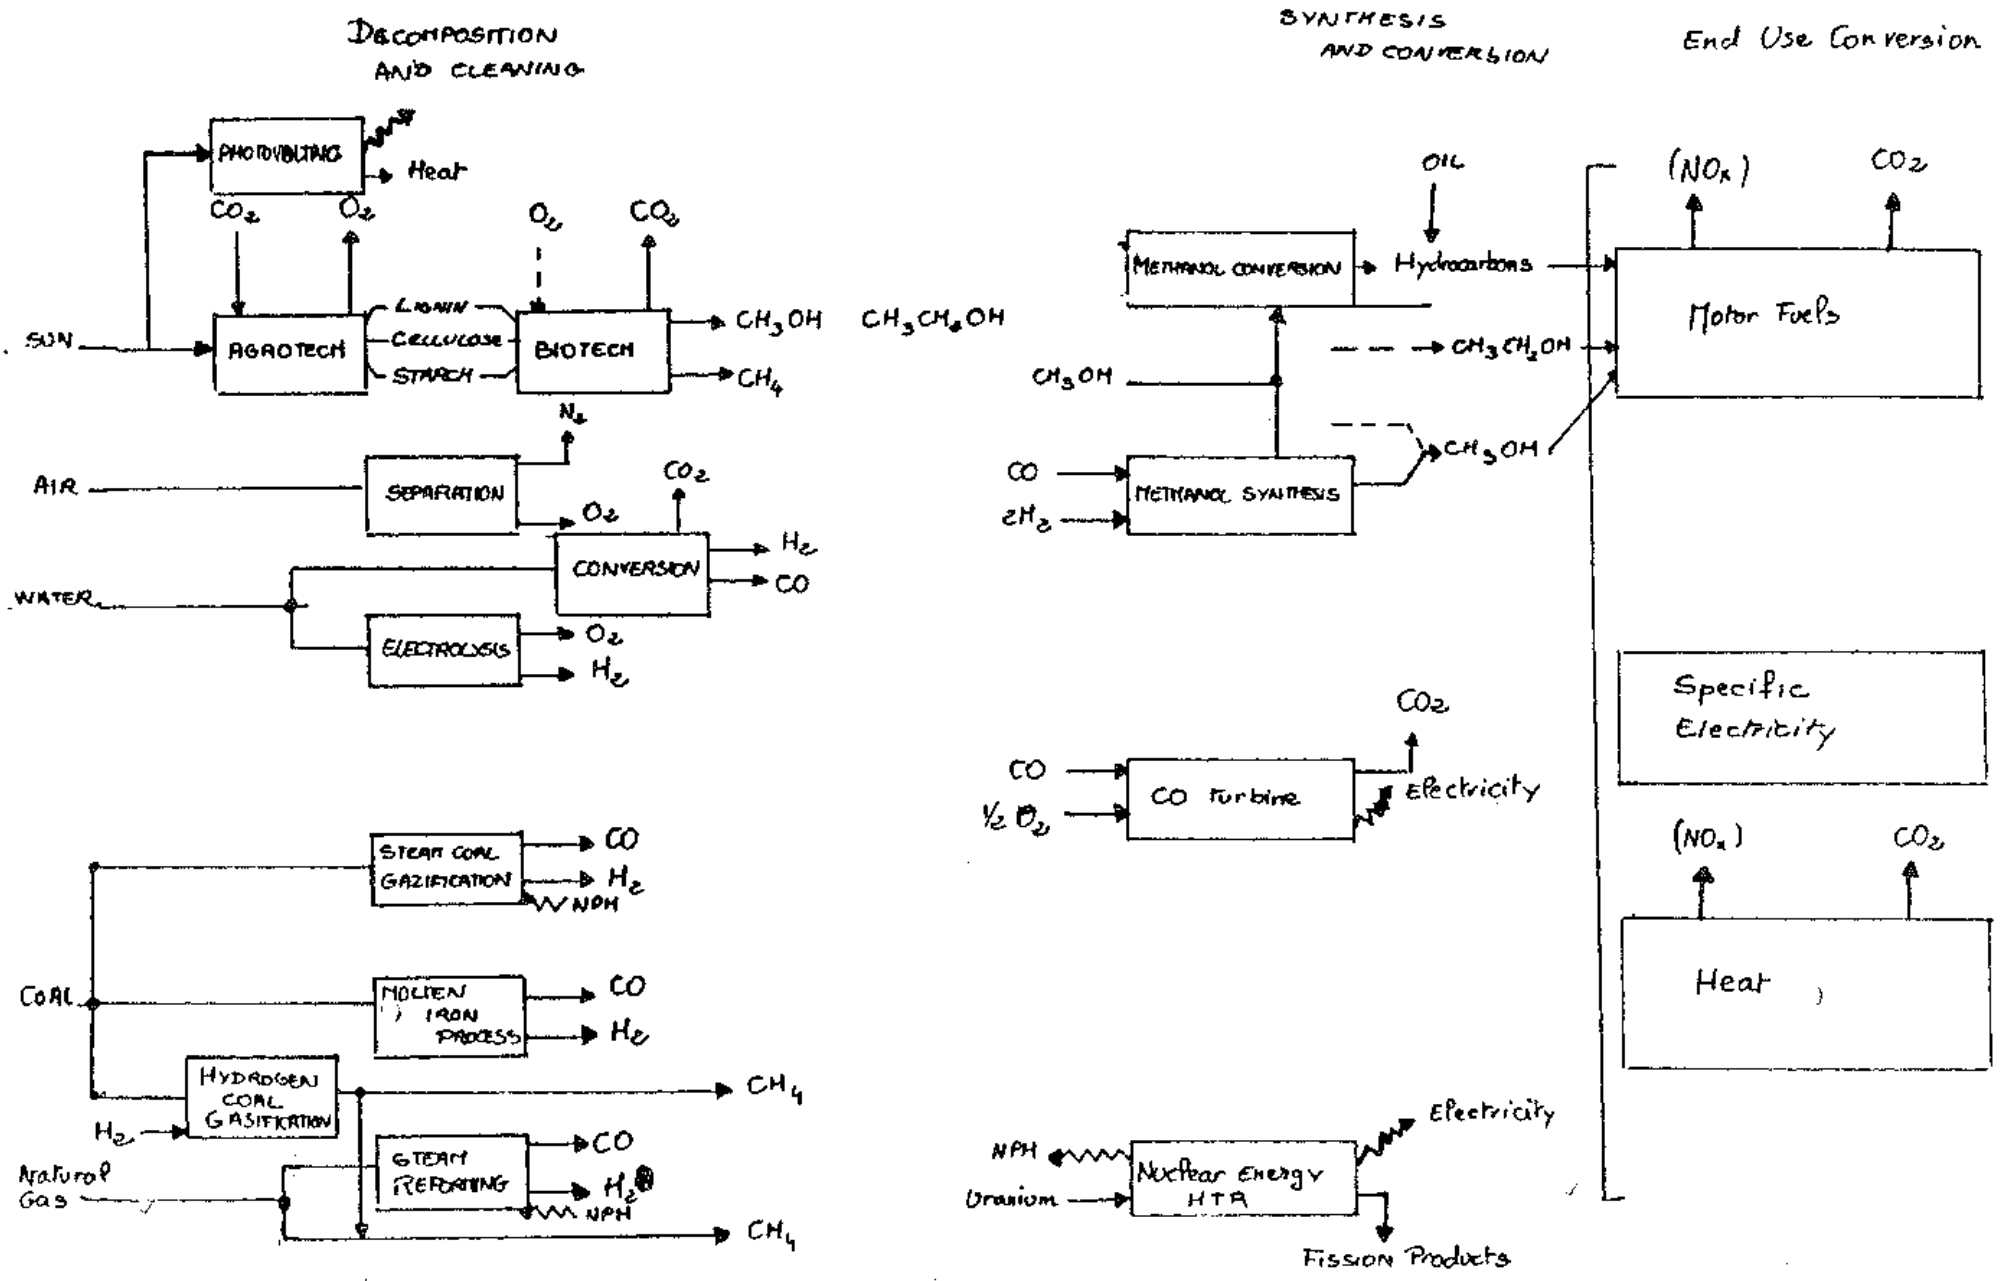 DECOMPOSITION
AND CLEANING
SYNTHESIS
AND CONVERSION
End Use Conversion
PHOTOVOLTING
Heat
CO2
O2
SUN
AGROTECH
LIGNIN
CELLULOSE
STARCH
O2
CO2
BIOTECH
CH3OH
CH3CH2OH
CH4
AIR
SEPARATION
N2
O2
WATER
CONVERSION
CO2
H2
CO
ELECTROLYSIS
O2
H2
COAL
STEAM COAL
GAZIFICATION
CO
H2
NPH
MOLTEN
IRON
PROCESS
CO
H2
HYDROGEN
COAL
GASIFICATION
H2
CH4
Natural
Gas
STEAM
REFORMING
CO
H2
NPH
CH4
OIL
METHANOL CONVERSION
Hydrocarbons
CH3CH2OH
CH3OH
CH3OH
CO
2H2
METHANOL SYNTHESIS
CO
1/2 O2
CO turbine
CO2
Electricity
NPH
Uranium
Nuclear Energy
HTR
Electricity
Fission Products
(NOx)
CO2
Motor Fuels
Specific
Electricity
(NOx)
CO2
Heat